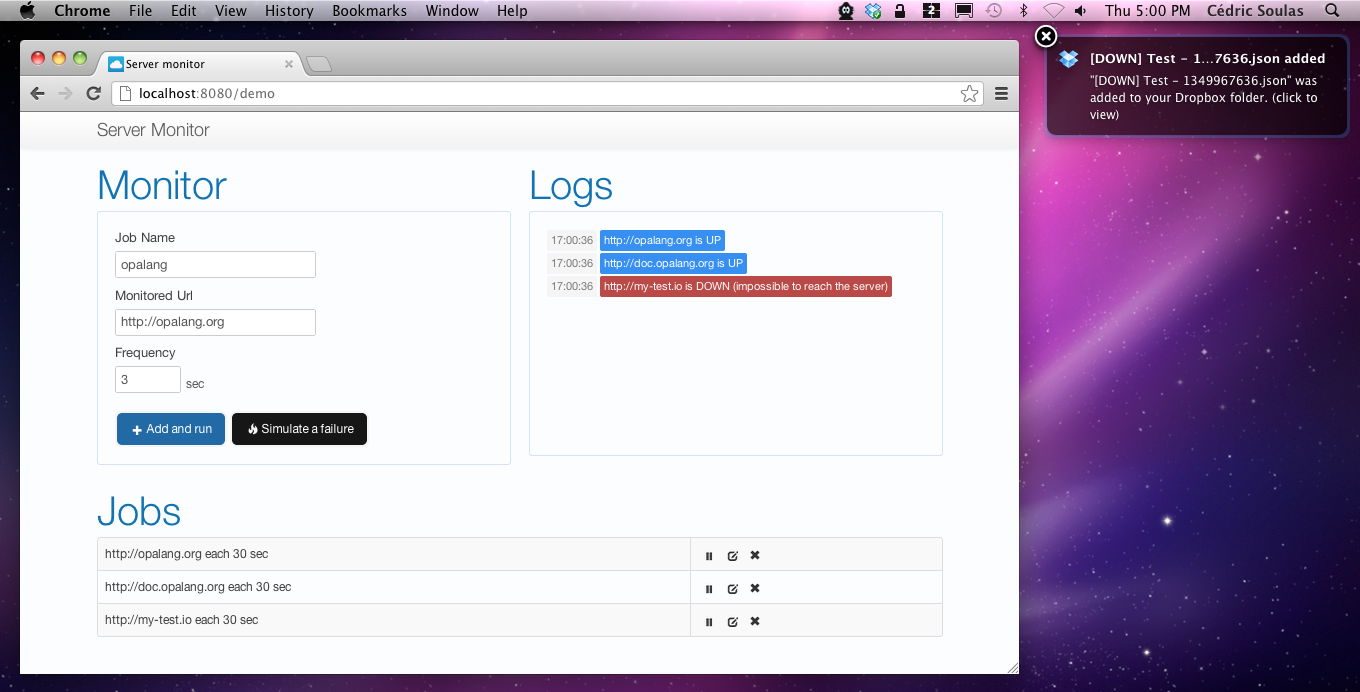 Chrome File Edit View History Bookmarks Window Help 2 Thu 5:00 PM Cédric Soulas
Server monitor
localhost:8080/demo
[DOWN] Test - 1...7636.json added
"[DOWN] Test - 1349967636.json" was
added to your Dropbox folder. (click to
view)
Server Monitor
Monitor
Job Name
opalang
Monitored Url
http://opalang.org
Frequency
3 sec
Add and run Simulate a failure
Logs
17:00:36 http://opalang.org is UP
17:00:36 http://doc.opalang.org is UP
17:00:36 http://my-test.io is DOWN (impossible to reach the server)
Jobs
http://opalang.org each 30 sec
http://doc.opalang.org each 30 sec
http://my-test.io each 30 sec